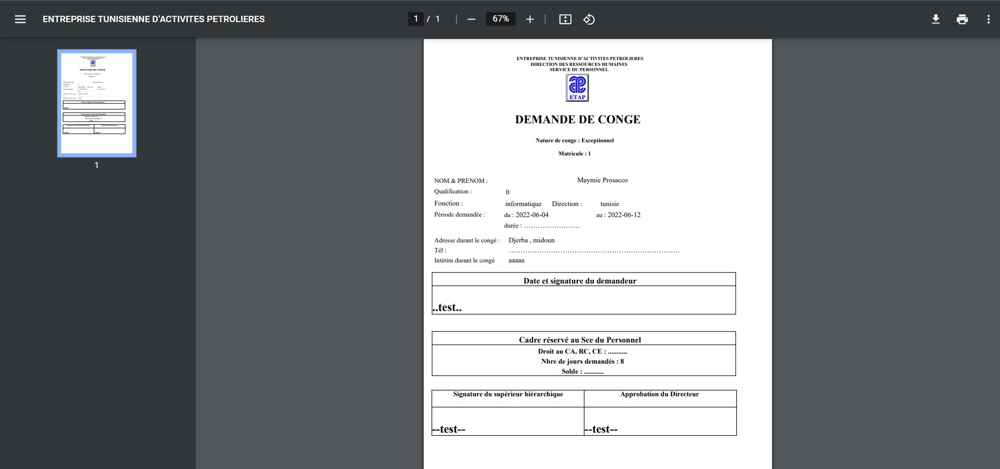 ENTREPRISE TUNISIENNE D’ACTIVITES PETROLIERES
1 / 1
67%
1
ENTREPRISE TUNISIENNE D’ACTIVITES PETROLIERES
DIRECTION DES RESSOURCES HUMAINES
SERVICE DU PERSONNEL
ETAP
DEMANDE DE CONGE
Nature de conge : Exceptionnel
Matricule : 1
NOM & PRENOM : Maymie Prosacco
Qualification : 0
Fonction : informatique Direction : tunisie
Période demandée : du : 2022-06-04 au : 2022-06-12
durée : ........................
Adresse durant le congé : Djerba , midoun
Tél : ..........................................................................
Intérim durant le congé aaaaa
Date et signature du demandeur
..test..
Cadre réservé au Sce du Personnel
Droit au CA, RC, CE : ...........
Nbre de jours demandés : 8
Solde : ...........
Signature du supérieur hiérarchique Approbation du Directeur
--test-- --test--